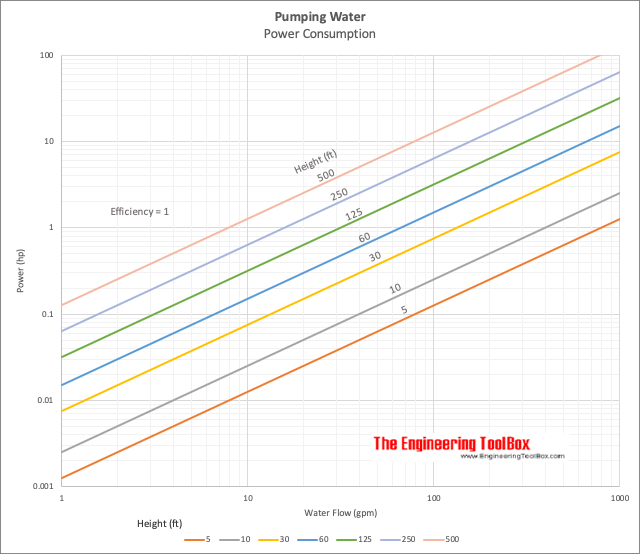 Pumping Water
Power Consumption
100
10
1
0.1
0.01
0.001
Power (hp)
Efficiency = 1
Height (ft)
500
250
125
60
30
10
5
The Engineering ToolBox
www.EngineeringToolBox.com
1 10 100 1000
Water Flow (gpm)
Height (ft)
5 10 30 60 125 250 500